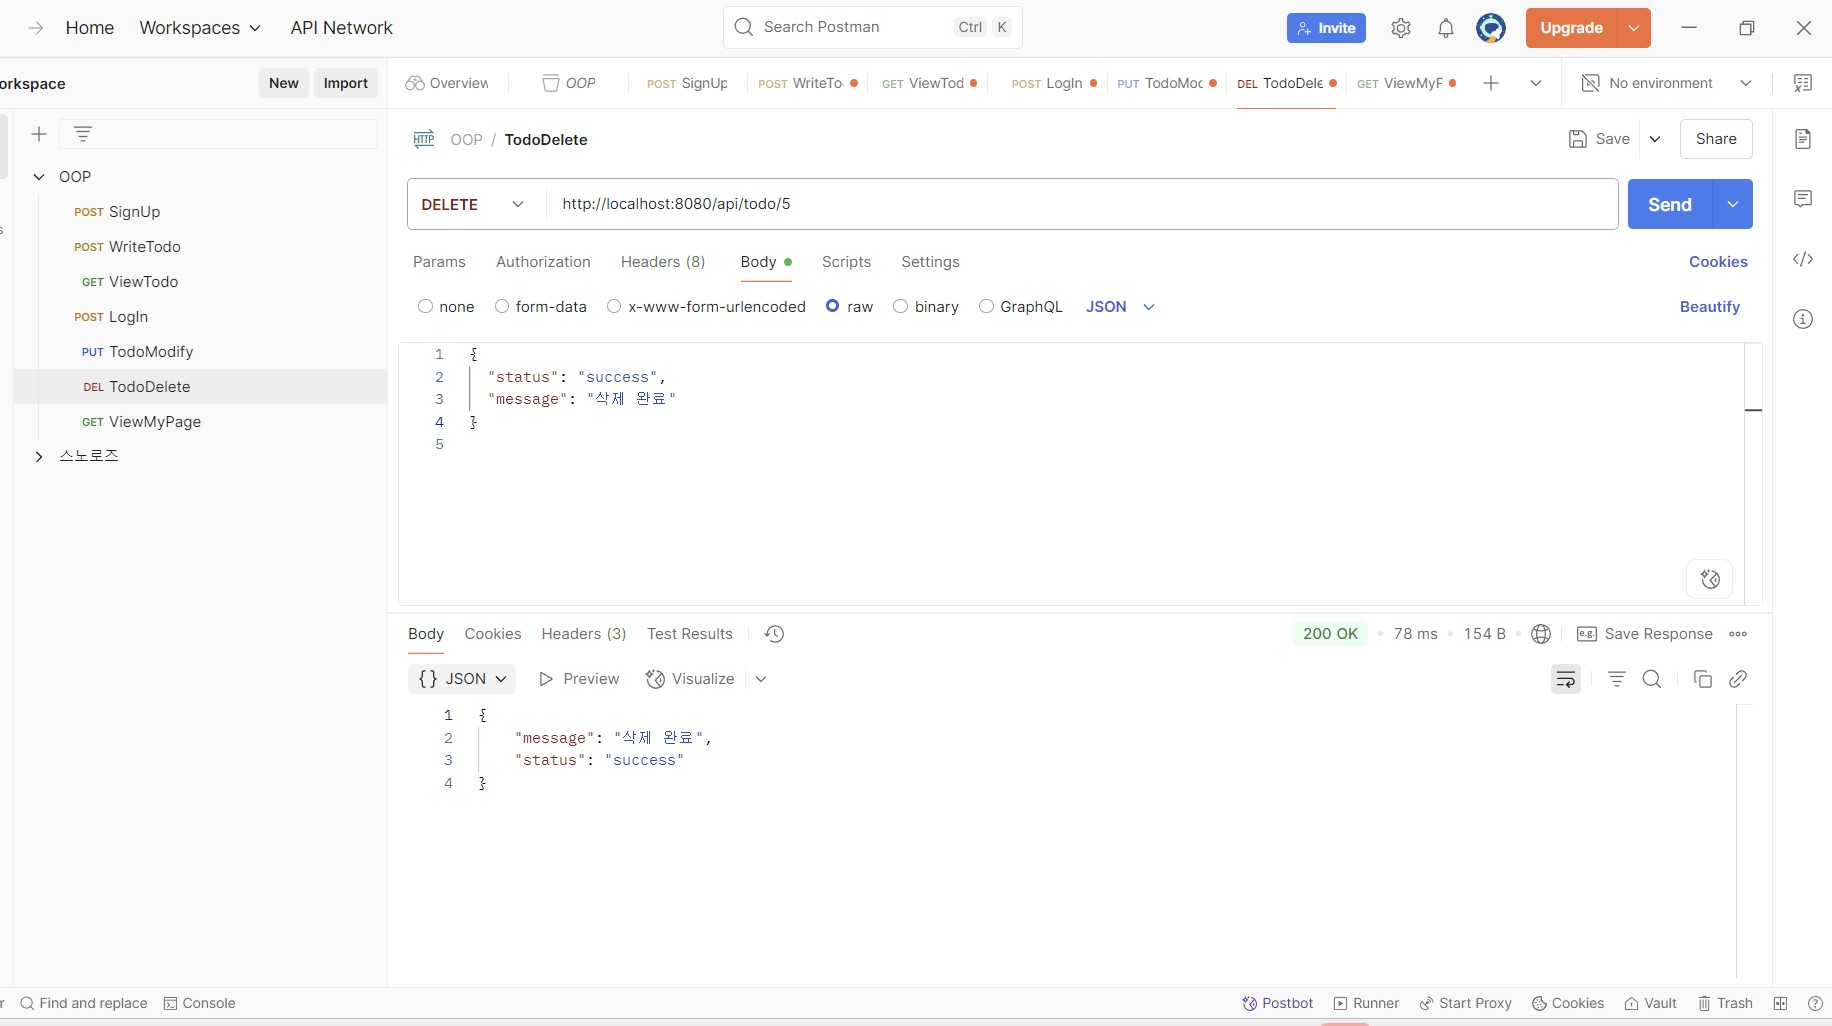 Home Workspaces API Network Search Postman Ctrl K Invite Upgrade
orkspace New Import Overview OOP POST SignUp POST WriteTo GET ViewTod POST LogIn PUT TodoMoc DEL TodoDele GET ViewMyF No environment
OOP / TodoDelete Save Share
OOP
POST SignUp
POST WriteTodo
GET ViewTodo
POST LogIn
PUT TodoModify
DEL TodoDelete
GET ViewMyPage
스노로즈
DELETE http://localhost:8080/api/todo/5 Send
Params Authorization Headers (8) Body Scripts Settings Cookies
none form-data x-www-form-urlencoded raw binary GraphQL JSON Beautify
1 {
2 "status": "success",
3 "message": "삭제 완료"
4 }
5
Body Cookies Headers (3) Test Results 200 OK 78 ms 154 B e.g. Save Response
{} JSON Preview Visualize
1 {
2 "message": "삭제 완료",
3 "status": "success"
4 }
r Find and replace Console Postbot Runner Start Proxy Cookies Vault Trash